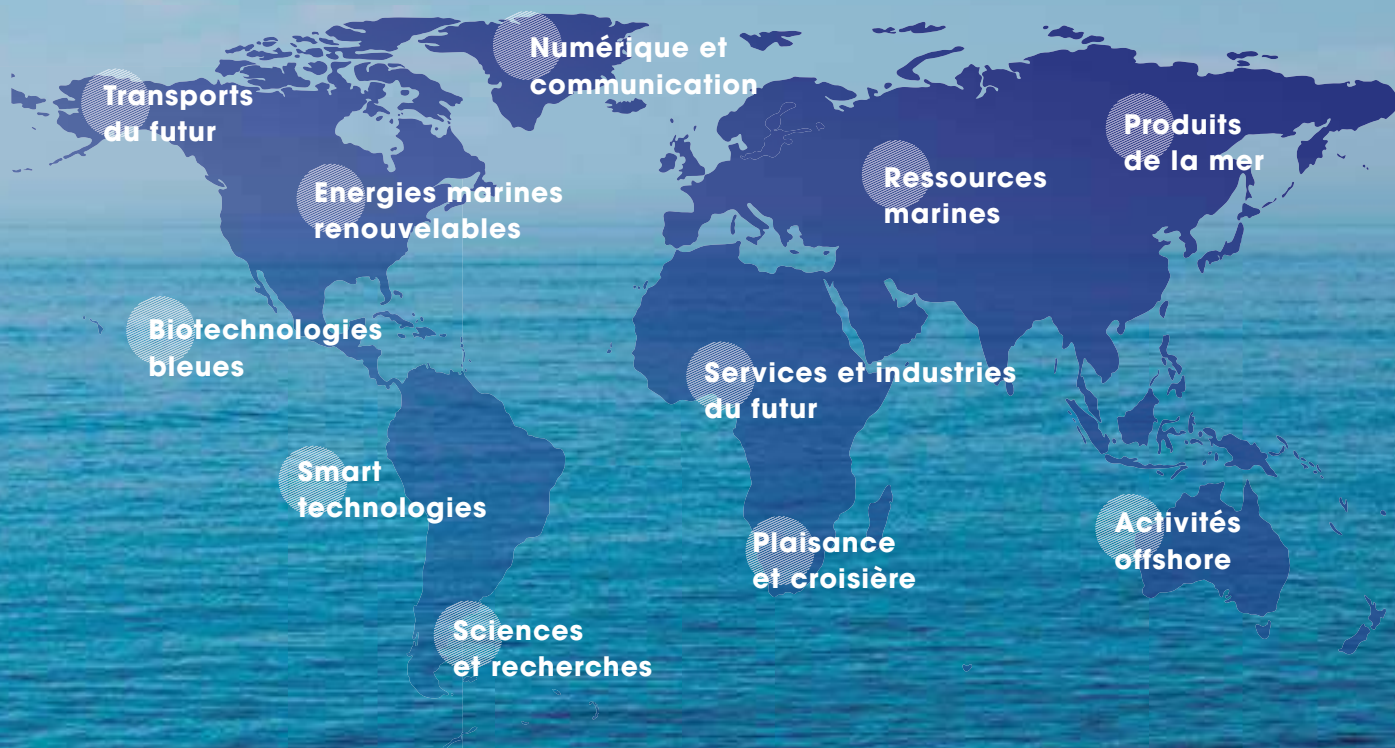 Numérique et
communication
Transports
du futur
Produits
de la mer
Ressources
marines
Energies marines
renouvelables
Biotechnologies
bleues
Services et industries
du futur
Smart
technologies
Activités
offshore
Plaisance
et croisière
Sciences
et recherches